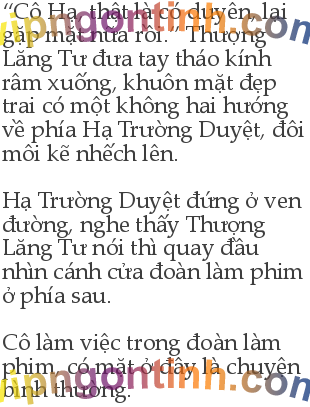 “Cô Hạ, thật là có duyên, lại
gặp mặt nữa rồi.” Thượng
Lăng Tư đưa tay tháo kính
râm xuống, khuôn mặt đẹp
trai có một không hai hướng
về phía Hạ Trường Duyệt, đôi
môi kẽ nhếch lên.
Hạ Trường Duyệt đứng ở ven
đường, nghe thấy Thượng
Lăng Tư nói thì quay đầu
nhìn cánh cửa đoàn làm phim
ở phía sau.
Cô làm việc trong đoàn làm
phim, có mặt ở đây là chuyện
bình thường.
vipngontinh.com
vipngontinh.com